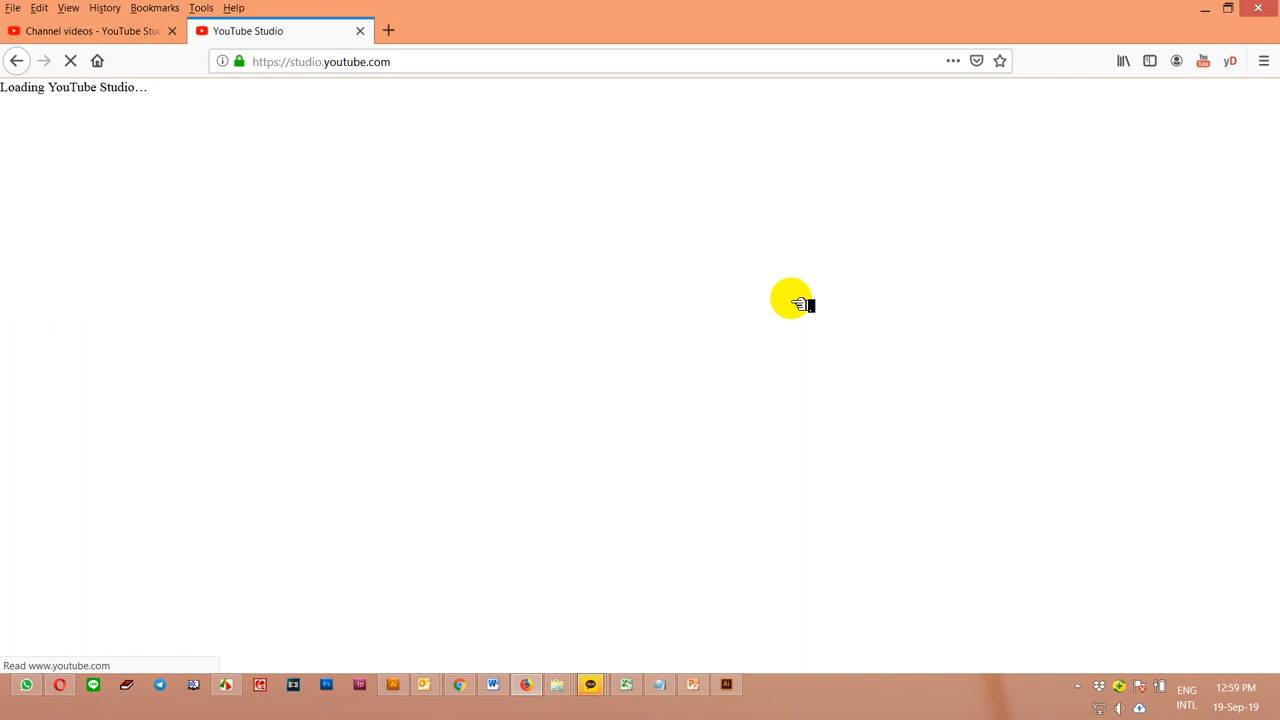 File Edit View History Bookmarks Tools Help
Channel videos - YouTube Stud
YouTube Studio
https://studio.youtube.com
Loading YouTube Studio…
Read www.youtube.com
ENG
INTL
12:59 PM
19-Sep-19